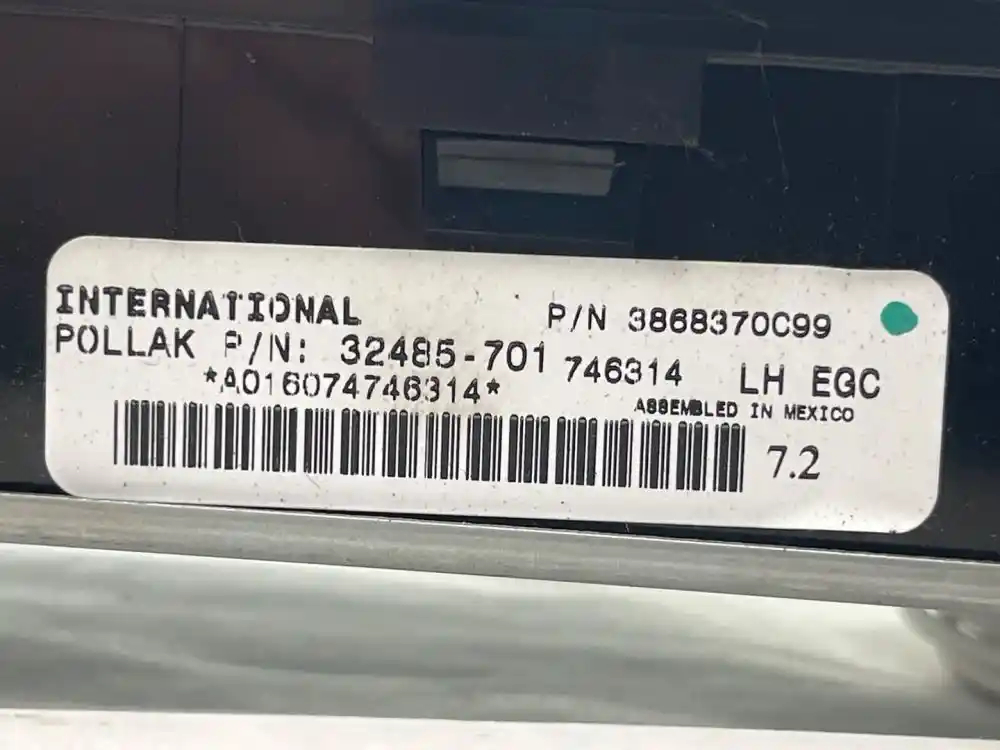 INTERNATIONAL P/N 3868370C99
POLLAK P/N: 32485-701 746314 LH EGC
*A016074746314* ASSEMBLED IN MEXICO
7.2